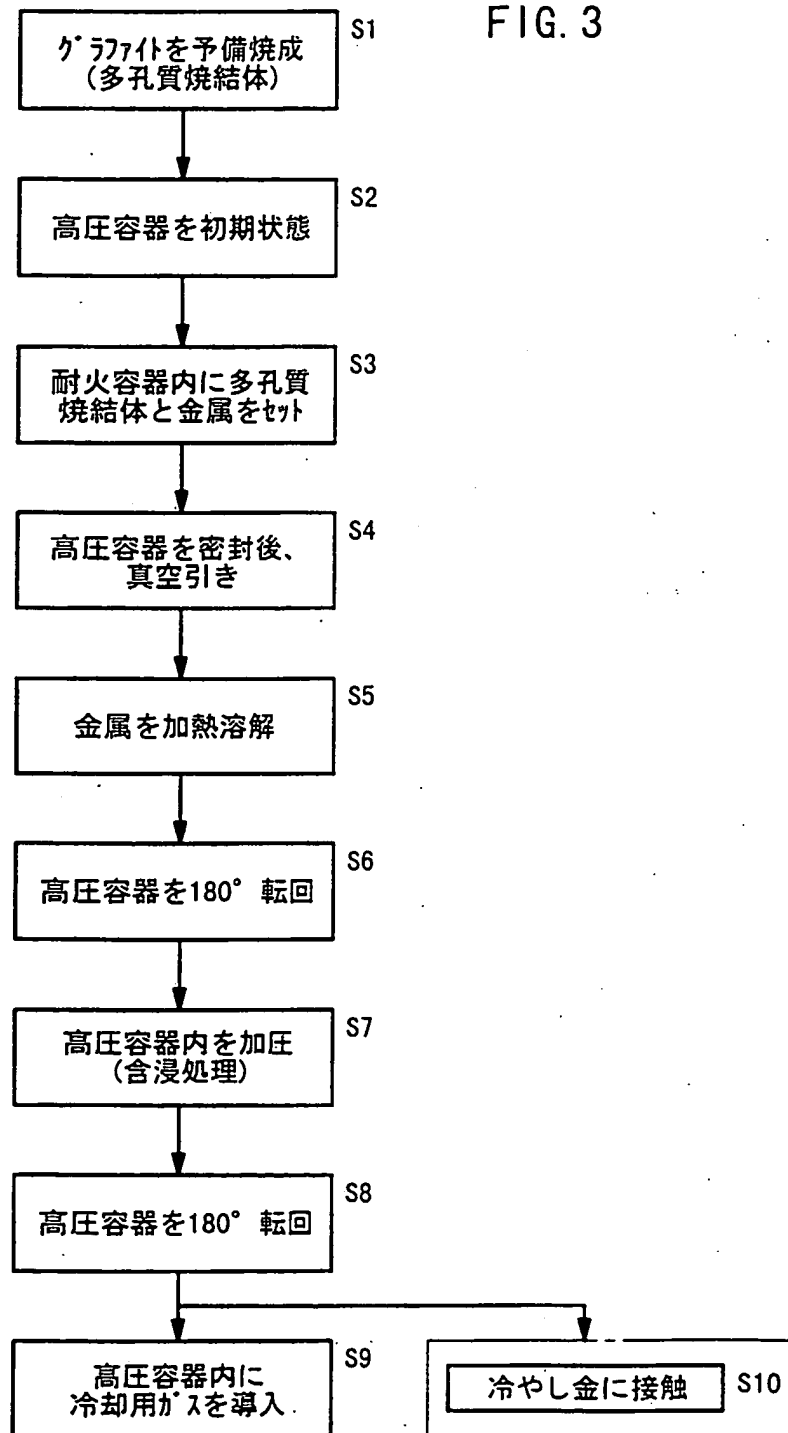 FIG. 3
S1
グラファイトを予備焼成
(多孔質焼結体)
S2
高圧容器を初期状態
S3
耐火容器内に多孔質
焼結体と金属をセット
S4
高圧容器を密封後、
真空引き
S5
金属を加熱溶解
S6
高圧容器を180° 転回
S7
高圧容器内を加圧
(含浸処理)
S8
高圧容器を180° 転回
S9
高圧容器内に
冷却用ガスを導入
冷やし金に接触
S10